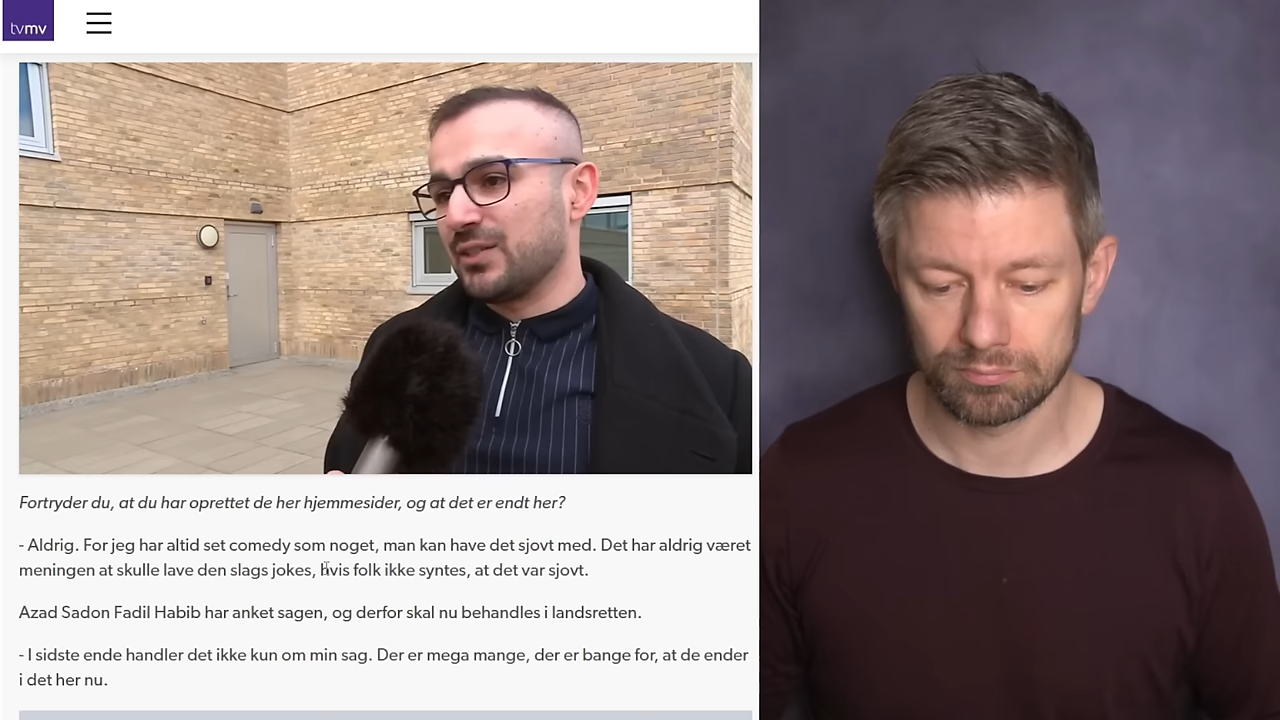 tvmv
Fortryder du, at du har oprettet de her hjemmesider, og at det er endt her?
- Aldrig. For jeg har altid set comedy som noget, man kan have det sjovt med. Det har aldrig været
meningen at skulle lave den slags jokes, hvis folk ikke syntes, at det var sjovt.
Azad Sadon Fadil Habib har anket sagen, og derfor skal nu behandles i landsretten.
- I sidste ende handler det ikke kun om min sag. Der er mega mange, der er bange for, at de ender
i det her nu.